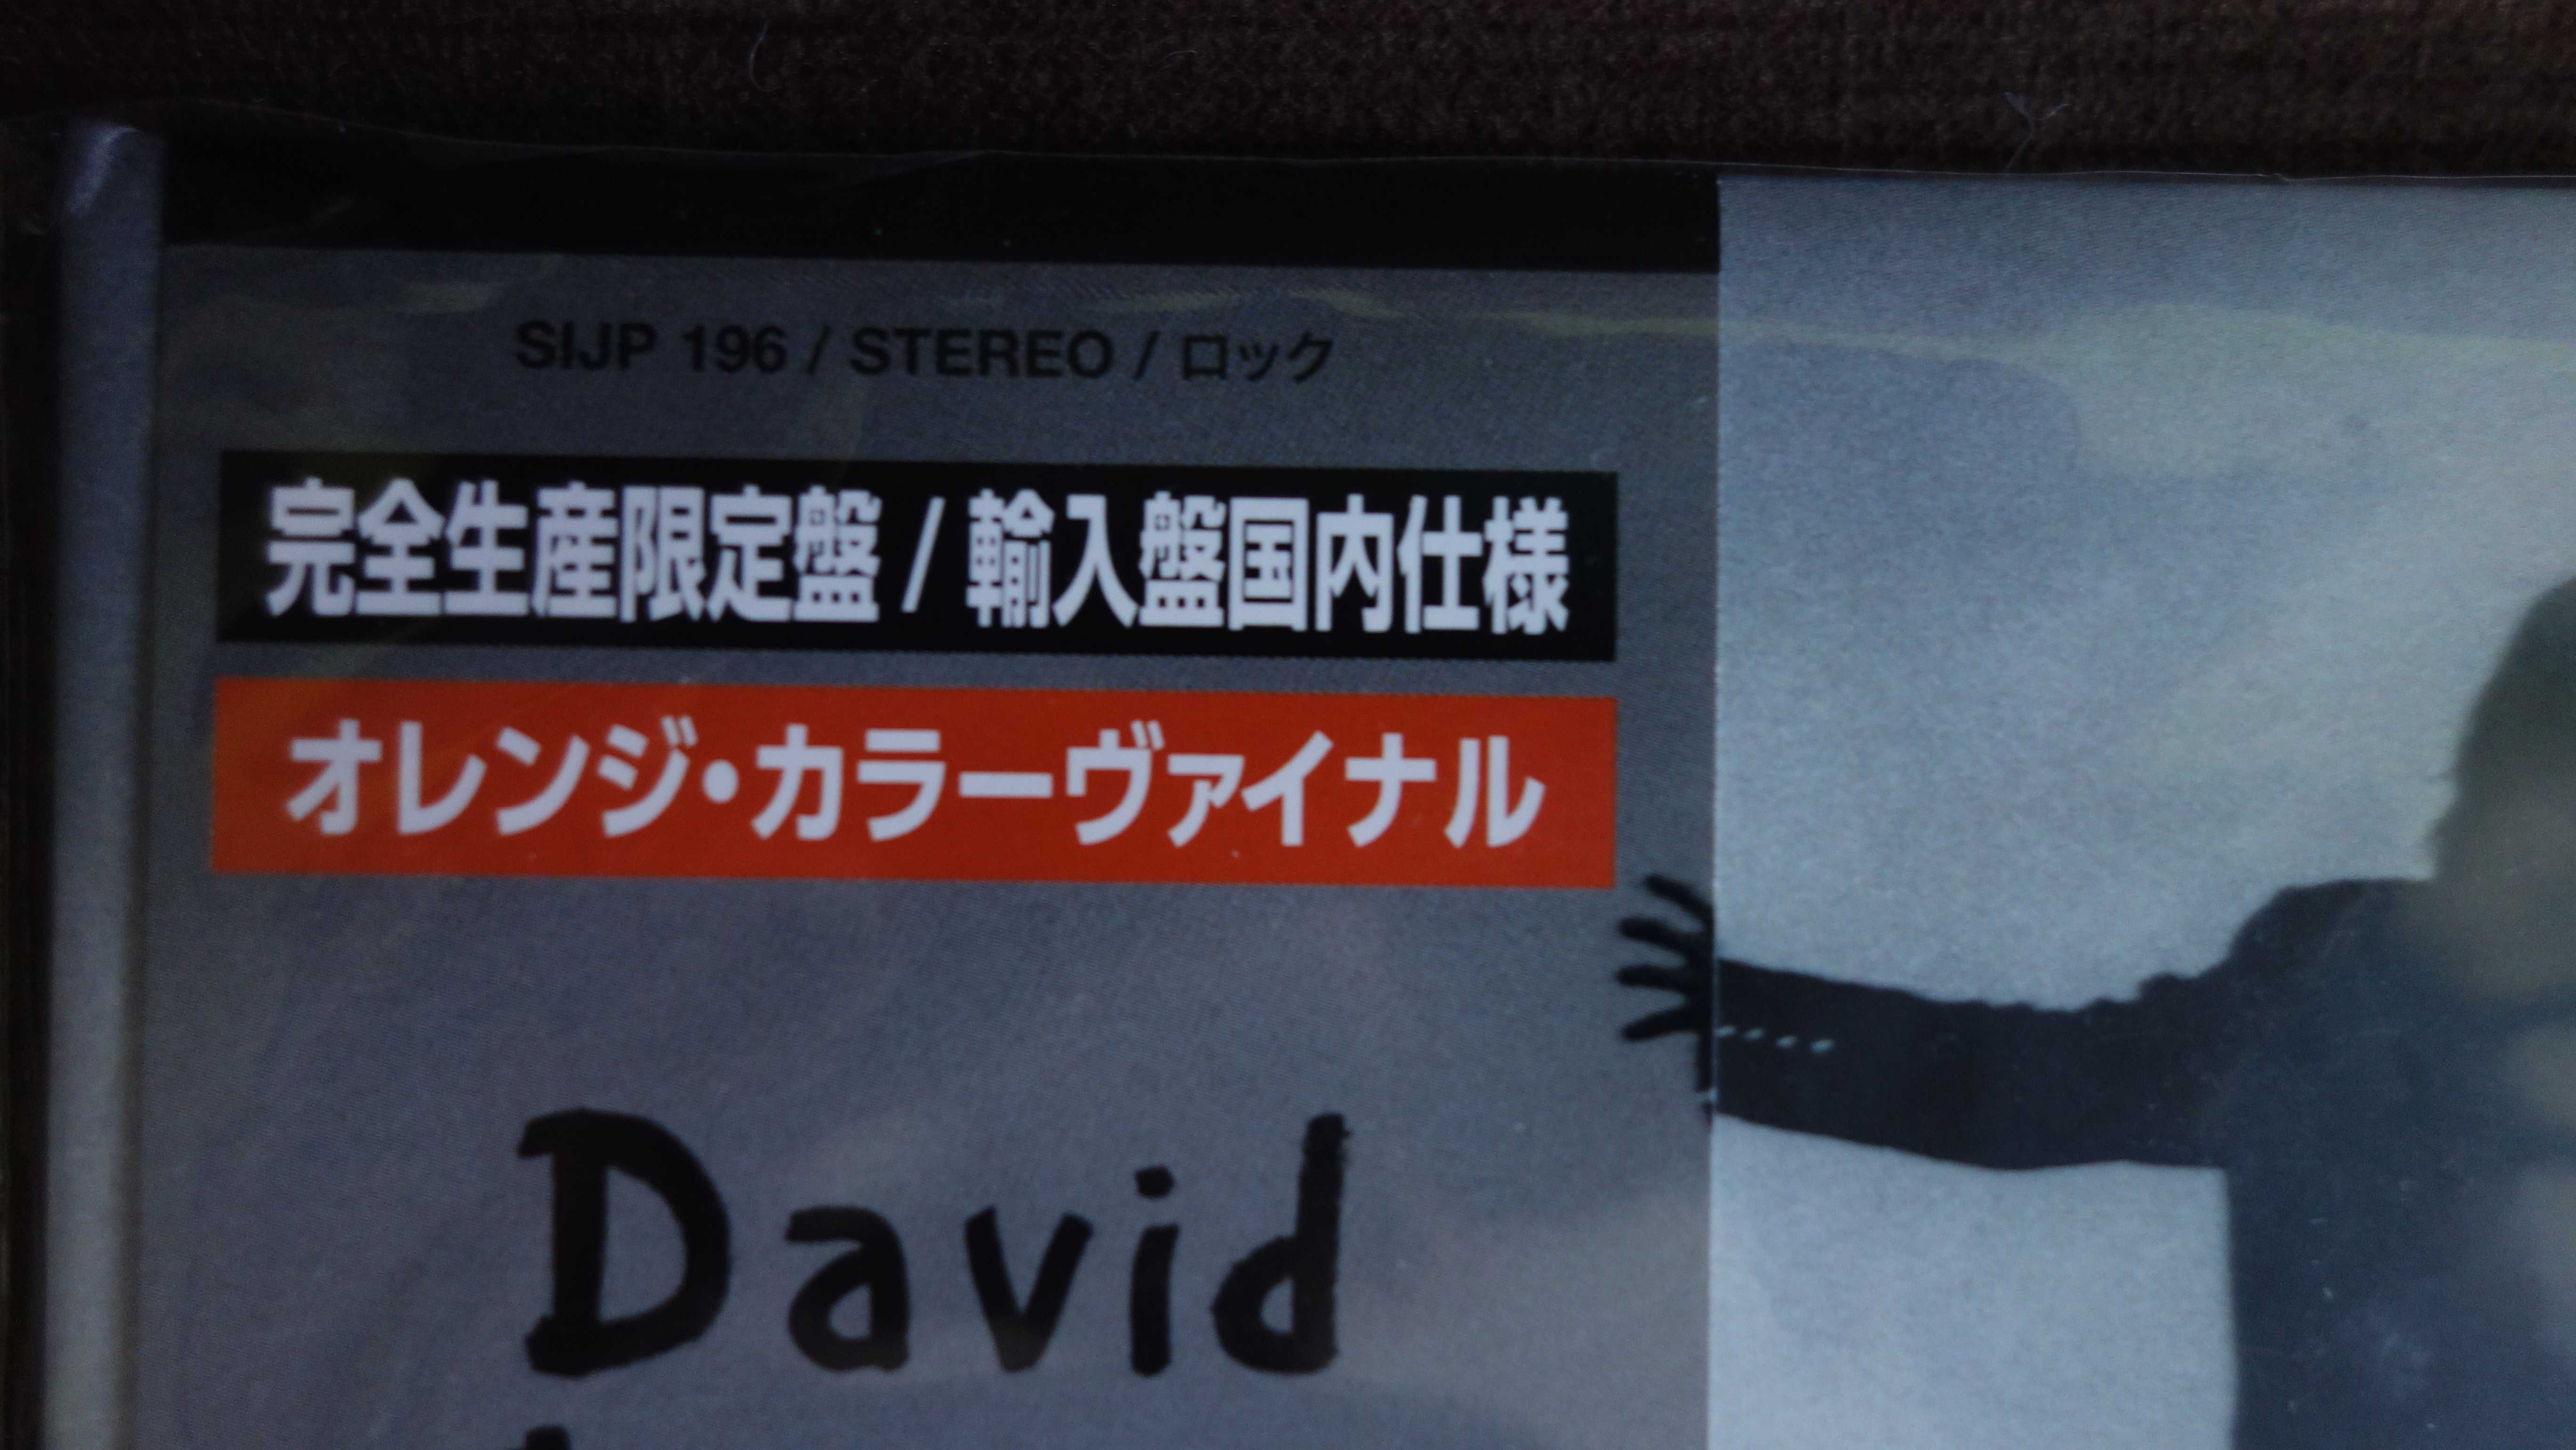 SIJP 196 / STEREO / ロック
完全生産限定盤 / 輸入盤国内仕様
オレンジ・カラーヴァイナル
David